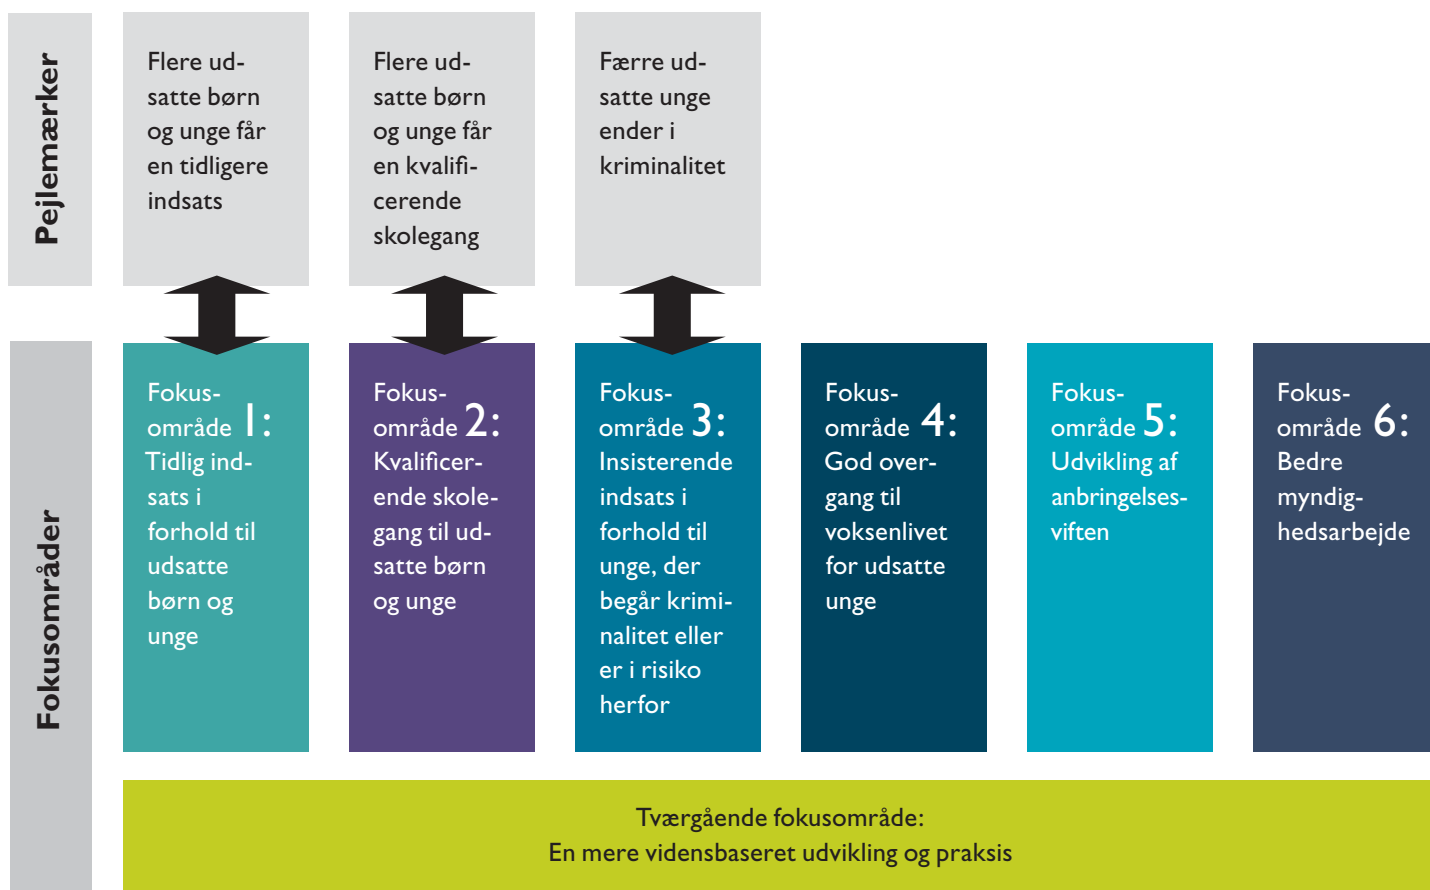 Pejlemærker
Flere ud-
satte børn
og unge får
en tidligere
indsats
Flere ud-
satte børn
og unge får
en kvalifi-
cerende
skolegang
Færre ud-
satte unge
ender i
kriminalitet
Fokusområder
Fokus-
område 1:
Tidlig ind-
sats i
forhold til
udsatte
børn og
unge
Fokus-
område 2:
Kvalificer-
ende skole-
gang til ud-
satte børn
og unge
Fokus-
område 3:
Insisterende
indsats i
forhold til
unge, der
begår krimi-
nalitet eller
er i risiko
herfor
Fokus-
område 4:
God over-
gang til
voksenlivet
for udsatte
unge
Fokus-
område 5:
Udvikling af
anbringelses-
viften
Fokus-
område 6:
Bedre
myndig-
hedsarbejde
Tværgående fokusområde:
En mere vidensbaseret udvikling og praksis